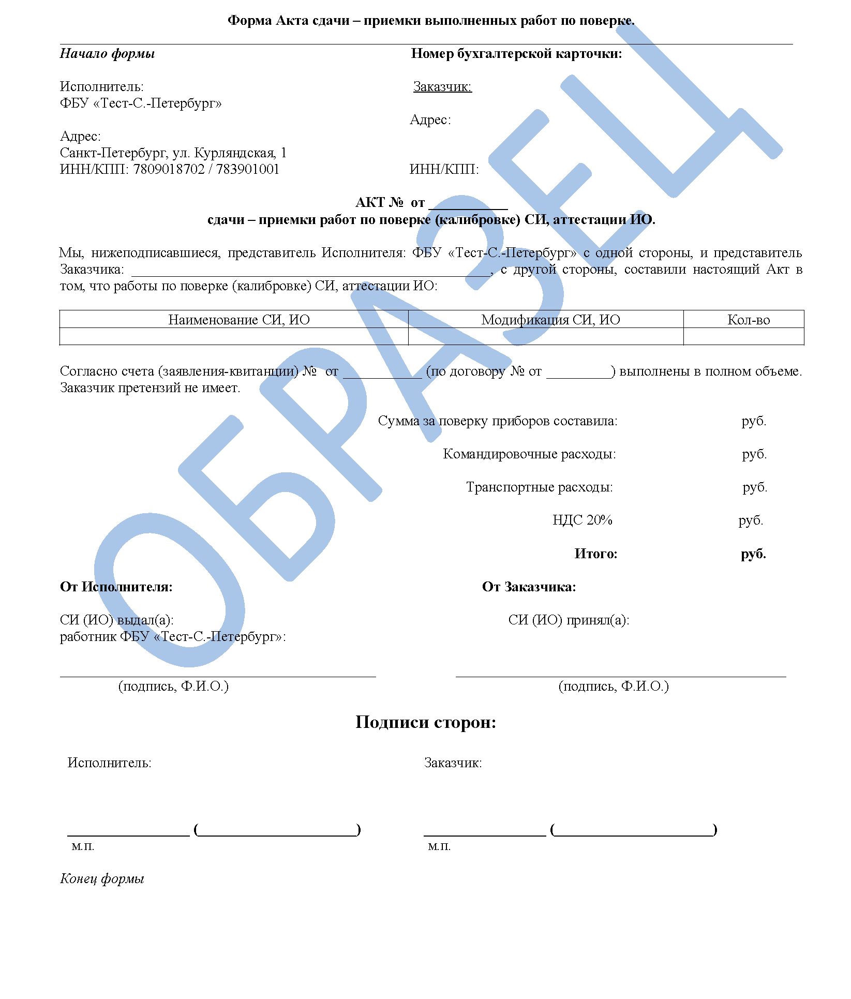 Форма Акта сдачи – приемки выполненных работ по поверке.
Начало формы Номер бухгалтерской карточки:
Исполнитель: Заказчик:
ФБУ «Тест-С.-Петербург»
Адрес:
Адрес:
Санкт-Петербург, ул. Курляндская, 1
ИНН/КПП: 7809018702 / 783901001 ИНН/КПП:
АКТ № от ___________
сдачи – приемки работ по поверке (калибровке) СИ, аттестации ИО.
Мы, нижеподписавшиеся, представитель Исполнителя: ФБУ «Тест-С.-Петербург» с одной стороны, и представитель
Заказчика: __________________________________________________, с другой стороны, составили настоящий Акт в
том, что работы по поверке (калибровке) СИ, аттестации ИО:
Наименование СИ, ИО Модификация СИ, ИО Кол-во
Согласно счета (заявления-квитанции) № от ___________ (по договору № от _________) выполнены в полном объеме.
Заказчик претензий не имеет.
Сумма за поверку приборов составила: руб.
Командировочные расходы: руб.
Транспортные расходы: руб.
НДС 20% руб.
Итого: руб.
От Исполнителя: От Заказчика:
СИ (ИО) выдал(а): СИ (ИО) принял(а):
работник ФБУ «Тест-С.-Петербург»:
____________________________________________ ______________________________________________
(подпись, Ф.И.О.) (подпись, Ф.И.О.)
Подписи сторон:
Исполнитель: Заказчик:
_________________ (______________________) _________________ (______________________)
м.п. м.п.
Конец формы
ОБРАЗЕЦ